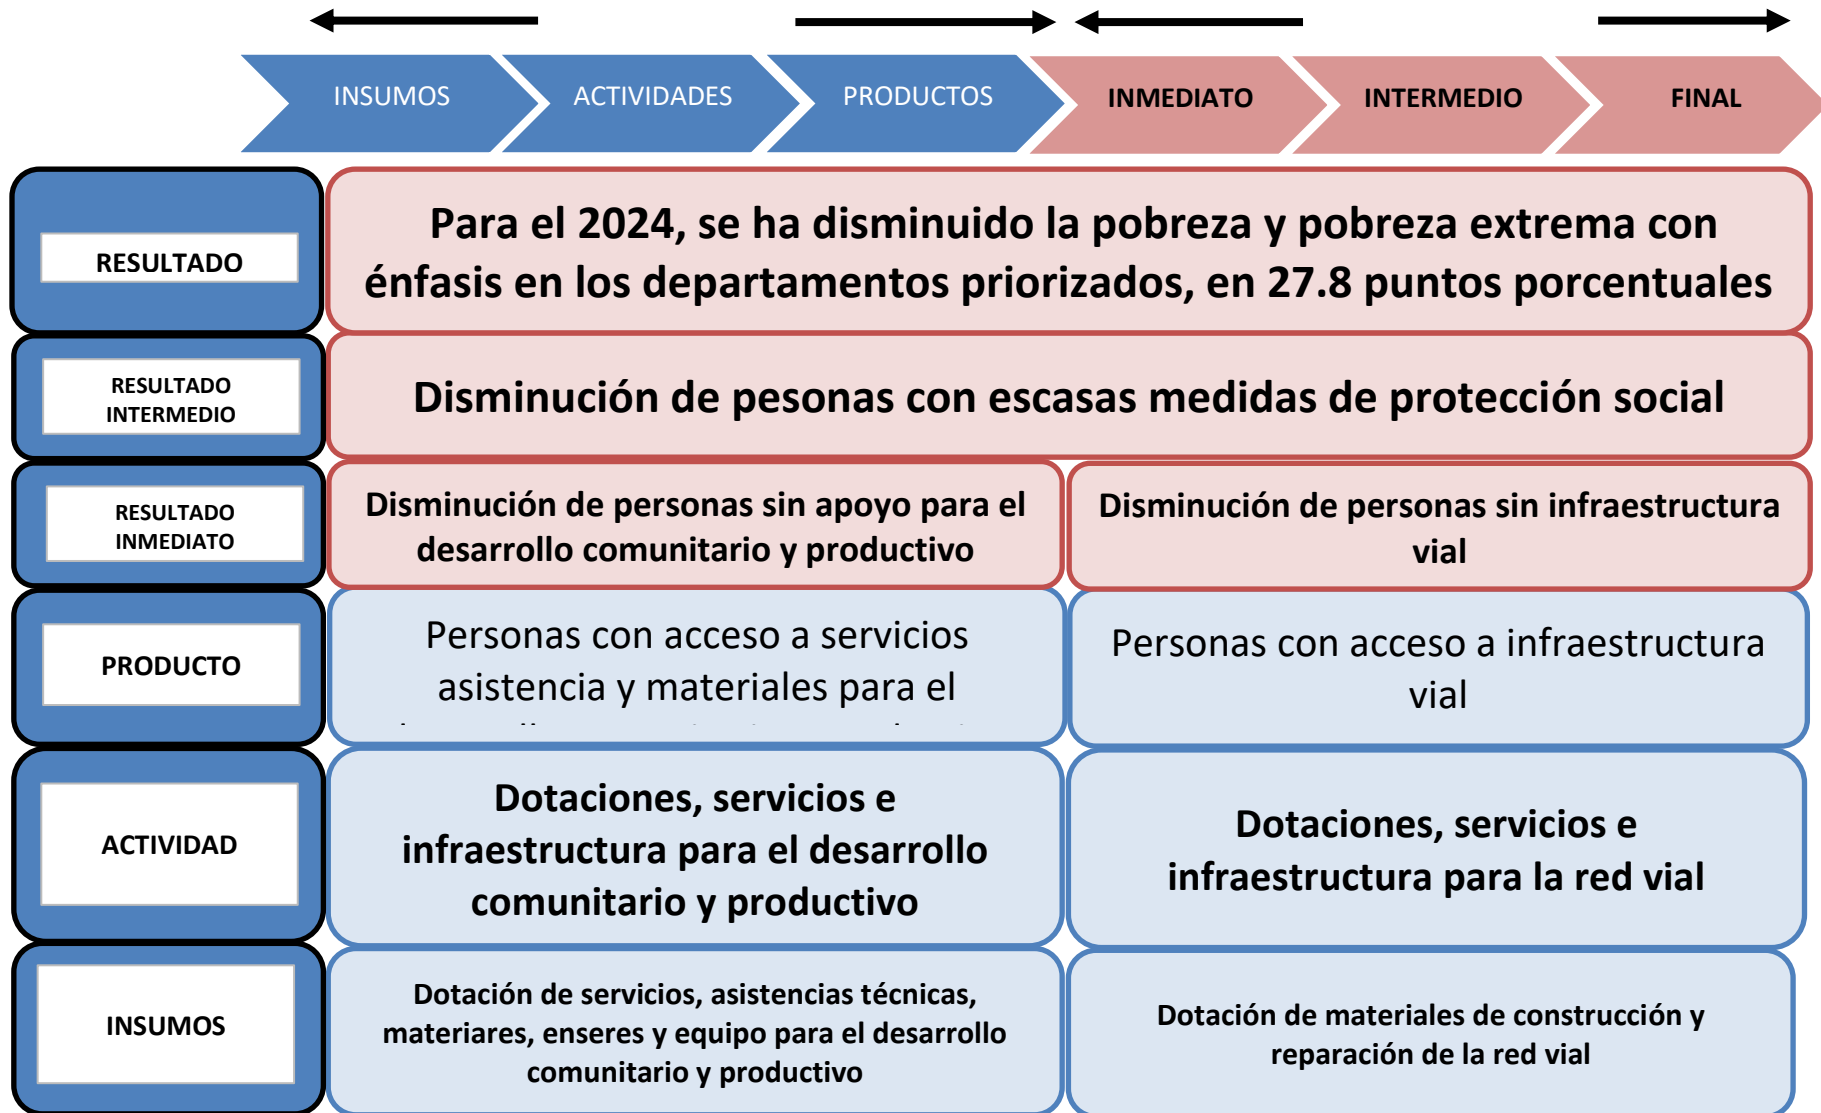 INSUMOS
ACTIVIDADES
PRODUCTOS
INMEDIATO
INTERMEDIO
FINAL
RESULTADO
Para el 2024, se ha disminuido la pobreza y pobreza extrema con
énfasis en los departamentos priorizados, en 27.8 puntos porcentuales
RESULTADO
INTERMEDIO
Disminución de pesonas con escasas medidas de protección social
RESULTADO
INMEDIATO
Disminución de personas sin apoyo para el
desarrollo comunitario y productivo
Disminución de personas sin infraestructura
vial
PRODUCTO
Personas con acceso a servicios
asistencia y materiales para el
Personas con acceso a infraestructura
vial
ACTIVIDAD
Dotaciones, servicios e
infraestructura para el desarrollo
comunitario y productivo
Dotaciones, servicios e
infraestructura para la red vial
INSUMOS
Dotación de servicios, asistencias técnicas,
materiares, enseres y equipo para el desarrollo
comunitario y productivo
Dotación de materiales de construcción y
reparación de la red vial